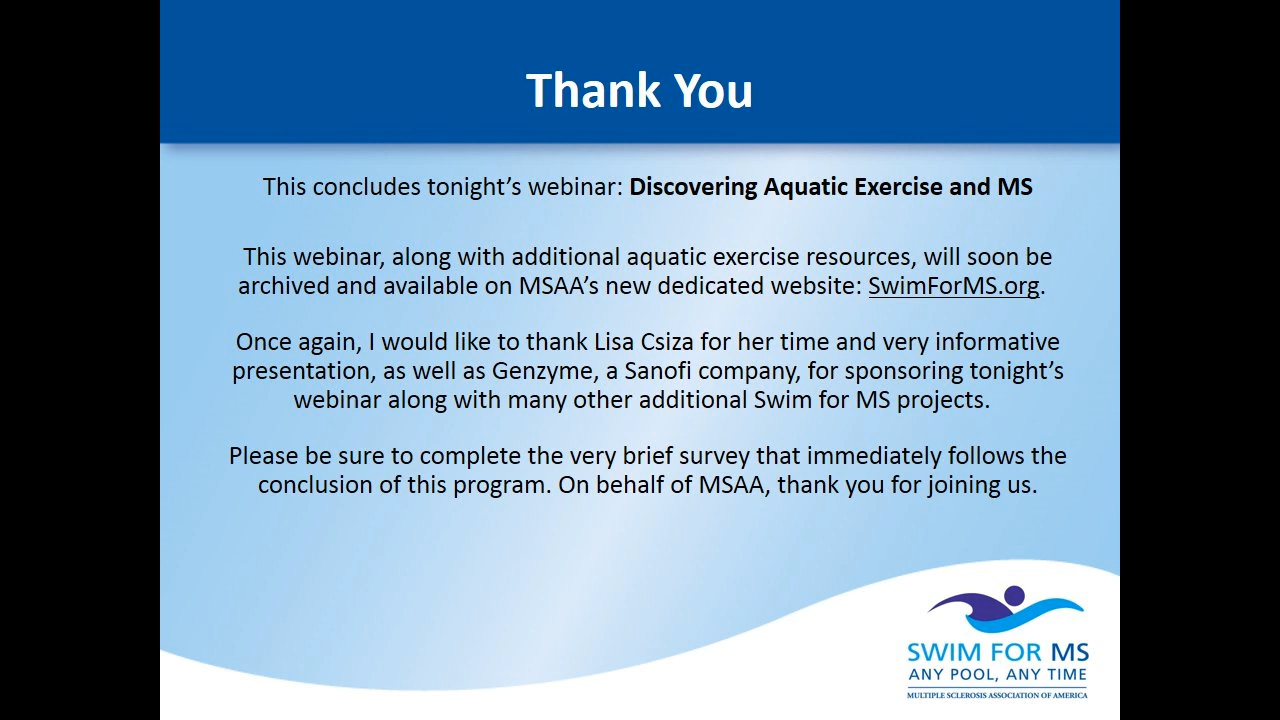 Thank You
This concludes tonight’s webinar: Discovering Aquatic Exercise and MS
This webinar, along with additional aquatic exercise resources, will soon be
archived and available on MSAA’s new dedicated website: SwimForMS.org.
Once again, I would like to thank Lisa Csiza for her time and very informative
presentation, as well as Genzyme, a Sanofi company, for sponsoring tonight’s
webinar along with many other additional Swim for MS projects.
Please be sure to complete the very brief survey that immediately follows the
conclusion of this program. On behalf of MSAA, thank you for joining us.
SWIM FOR MS
ANY POOL, ANY TIME
MULTIPLE SCLEROSIS ASSOCIATION OF AMERICA